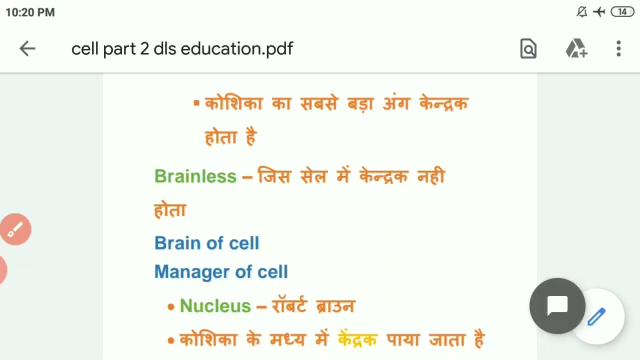 10:20 PM
14
cell part 2 dls education.pdf
▪ कोशिका का सबसे बड़ा अंग केन्द्रक
होता है
Brainless – जिस सेल में केन्द्रक नही
होता
Brain of cell
Manager of cell
• Nucleus – रॉबर्ट ब्राउन
• कोशिका के मध्य में केंद्रक पाया जाता है